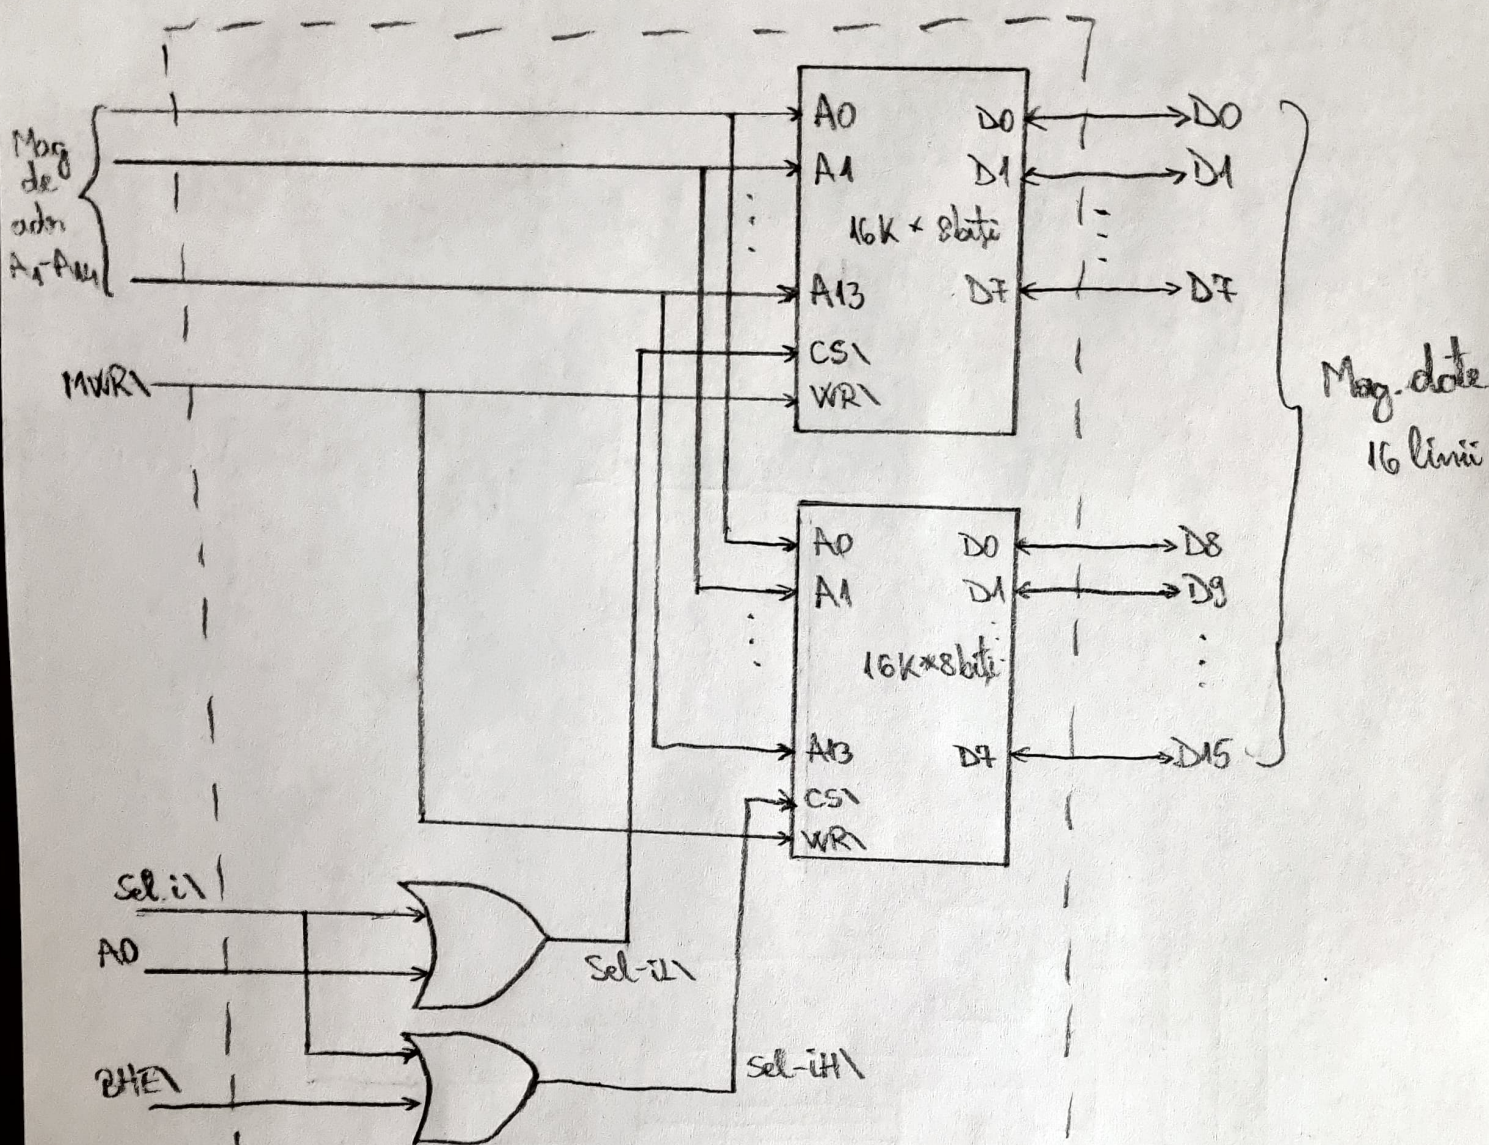 Mag
de
adr
A1-A14
MWR\
A0 D0 D0
A1 D1 D1
16K * 8biți
A13 D7 D7
CS\
WR\
Mag. date
16 linii
A0 D0 D8
A1 D1 D9
16K*8biți
A13 D7 D15
CS\
WR\
Sel.i\
A0
Sel-iL\
BHE\
Sel-iH\